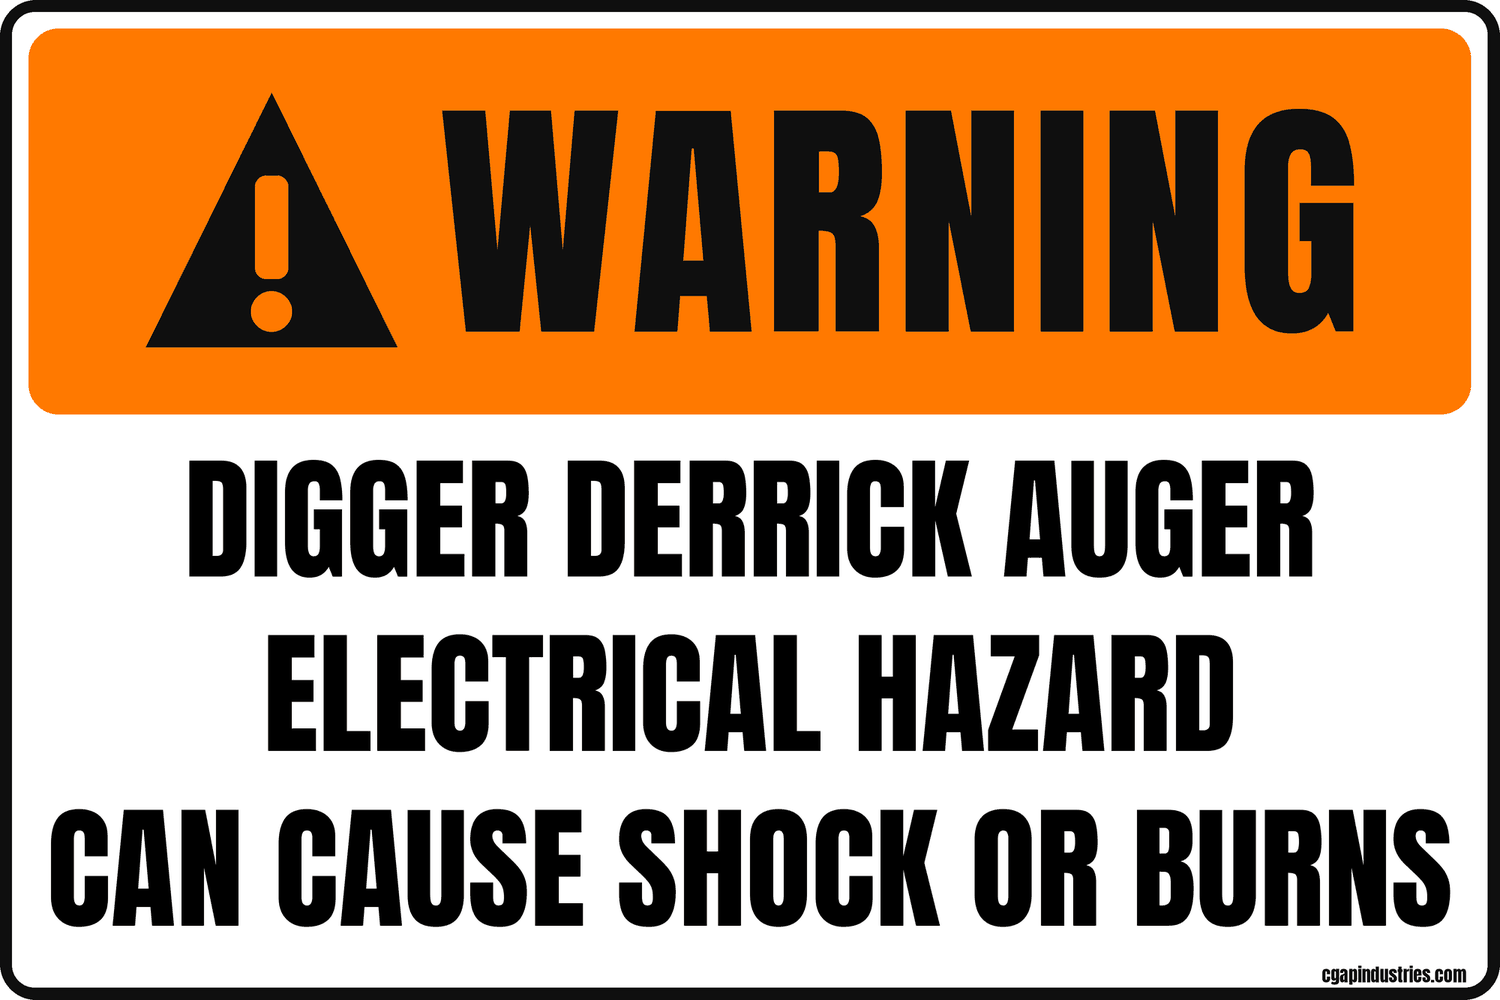 WARNING
DIGGER DERRICK AUGER
ELECTRICAL HAZARD
CAN CAUSE SHOCK OR BURNS
cgapindustries.com